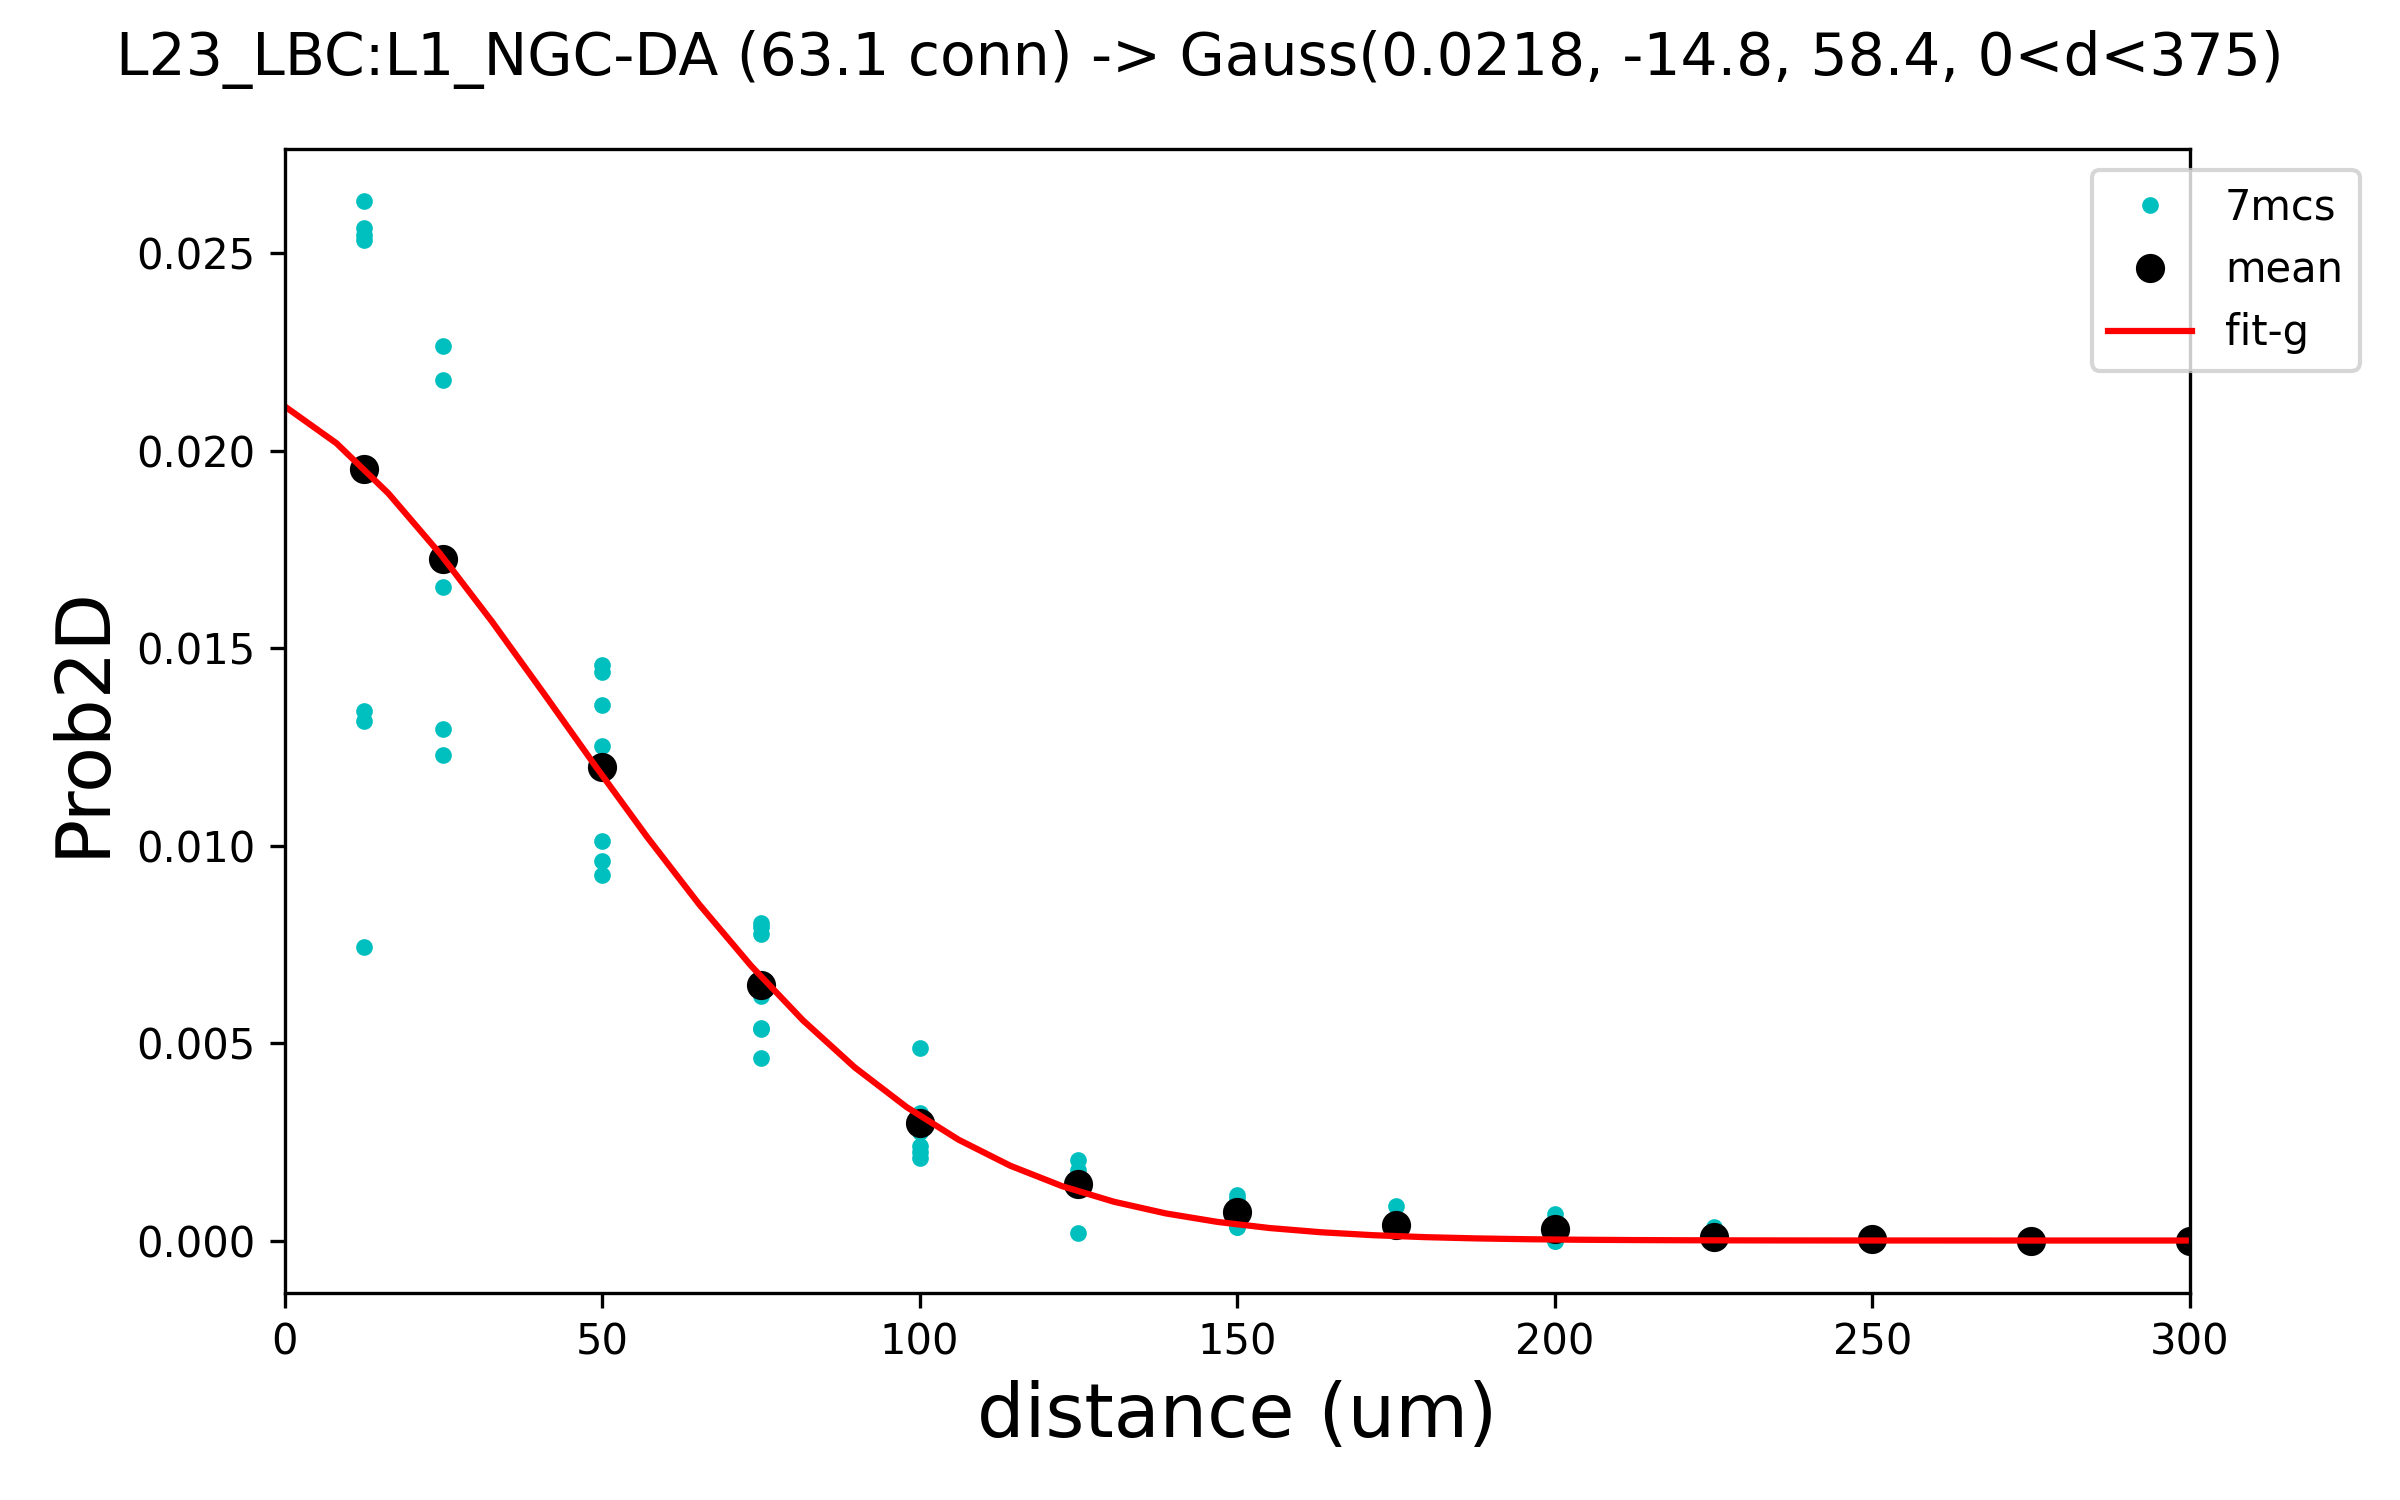 L23_LBC:L1_NGC-DA (63.1 conn) -> Gauss(0.0218, -14.8, 58.4, 0<d<375)
7mcs
mean
fit-g
0.025
0.020
0.015
0.010
0.005
0.000
Prob2D
0 50 100 150 200 250 300
distance (um)